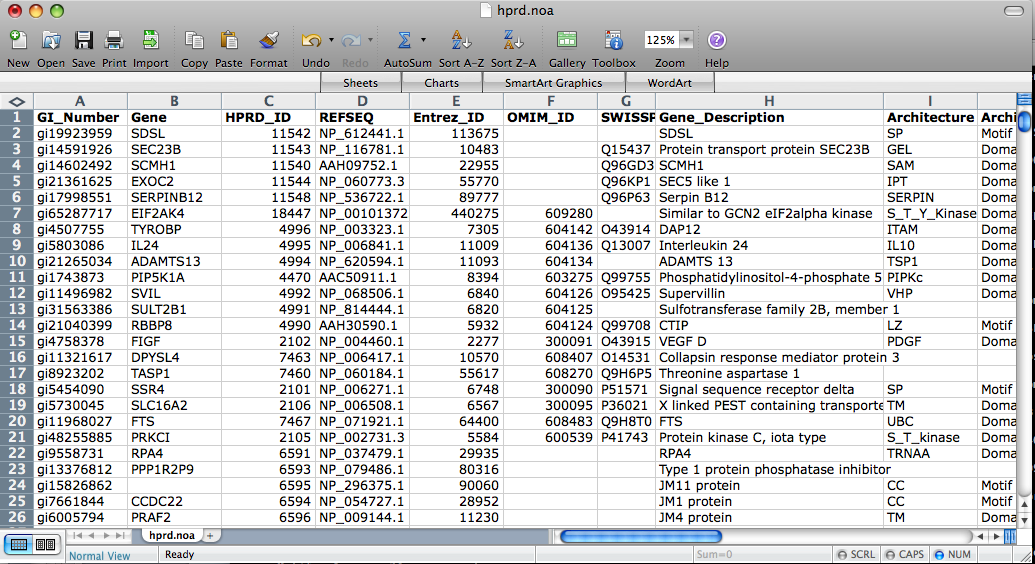 hprd.noa
New Open Save Print Import Copy Paste Format Undo Redo AutoSum Sort A-Z Sort Z-A Gallery Toolbox 125% Zoom Help
Sheets Charts SmartArt Graphics WordArt
A B C D E F G H I
1 GI_Number Gene HPRD_ID REFSEQ Entrez_ID OMIM_ID SWISSP Gene_Description Architecture Archi
2 gi19923959 SDSL 11542 NP_612441.1 113675 SDSL SP Motif
3 gi14591926 SEC23B 11543 NP_116781.1 10483 Q15437 Protein transport protein SEC23B GEL Doma
4 gi14602492 SCMH1 11540 AAH09752.1 22955 Q96GD3 SCMH1 SAM Doma
5 gi21361625 EXOC2 11544 NP_060773.3 55770 Q96KP1 SEC5 like 1 IPT Doma
6 gi17998551 SERPINB12 11548 NP_536722.1 89777 Q96P63 Serpin B12 SERPIN Doma
7 gi65287717 EIF2AK4 18447 NP_00101372 440275 609280 Similar to GCN2 eIF2alpha kinase S_T_Y_Kinase Doma
8 gi4507755 TYROBP 4996 NP_003323.1 7305 604142 O43914 DAP12 ITAM Doma
9 gi5803086 IL24 4995 NP_006841.1 11009 604136 Q13007 Interleukin 24 IL10 Doma
10 gi21265034 ADAMTS13 4994 NP_620594.1 11093 604134 ADAMTS 13 TSP1 Doma
11 gi1743873 PIP5K1A 4470 AAC50911.1 8394 603275 Q99755 Phosphatidylinositol-4-phosphate 5 PIPKc Doma
12 gi11496982 SVIL 4992 NP_068506.1 6840 604126 O95425 Supervillin VHP Doma
13 gi31563386 SULT2B1 4991 NP_814444.1 6820 604125 Sulfotransferase family 2B, member 1
14 gi21040399 RBBP8 4990 AAH30590.1 5932 604124 Q99708 CTIP LZ Motif
15 gi4758378 FIGF 2102 NP_004460.1 2277 300091 O43915 VEGF D PDGF Doma
16 gi11321617 DPYSL4 7463 NP_006417.1 10570 608407 O14531 Collapsin response mediator protein 3
17 gi8923202 TASP1 7460 NP_060184.1 55617 608270 Q9H6P5 Threonine aspartase 1
18 gi5454090 SSR4 2101 NP_006271.1 6748 300090 P51571 Signal sequence receptor delta SP Motif
19 gi5730045 SLC16A2 2106 NP_006508.1 6567 300095 P36021 X linked PEST containing transporte TM Doma
20 gi11968027 FTS 7467 NP_071921.1 64400 608483 Q9H8T0 FTS UBC Doma
21 gi48255885 PRKCI 2105 NP_002731.3 5584 600539 P41743 Protein kinase C, iota type S_T_kinase Doma
22 gi9558731 RPA4 6591 NP_037479.1 29935 RPA4 TRNAA Doma
23 gi13376812 PPP1R2P9 6593 NP_079486.1 80316 Type 1 protein phosphatase inhibitor
24 gi15826862 6595 NP_296375.1 90060 JM11 protein CC Motif
25 gi7661844 CCDC22 6594 NP_054727.1 28952 JM1 protein CC Motif
26 gi6005794 PRAF2 6596 NP_009144.1 11230 JM4 protein TM Doma
hprd.noa
Normal View Ready Sum=0 SCRL CAPS NUM